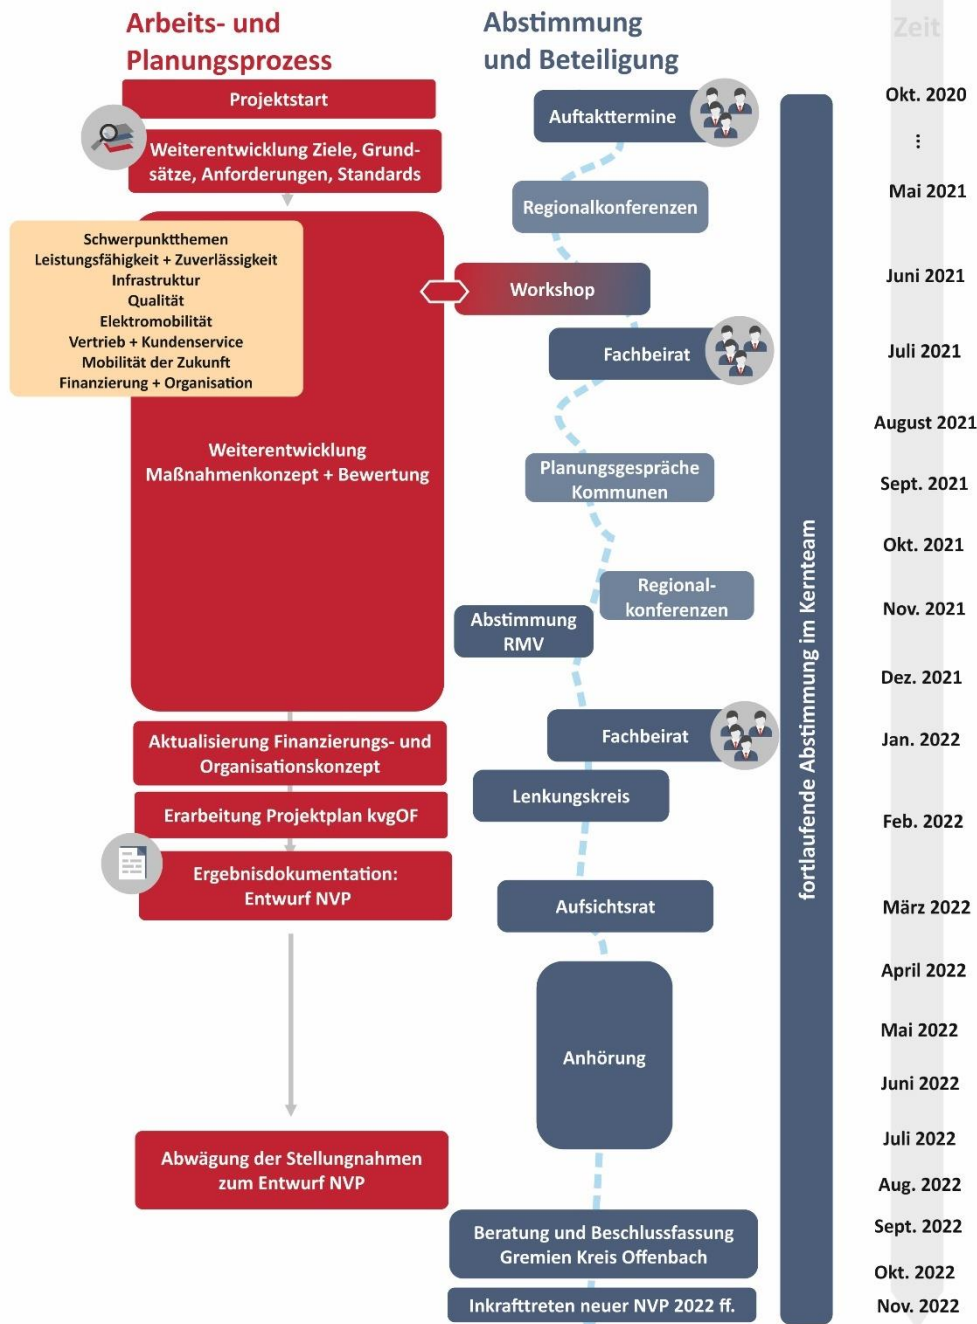 Arbeits- und
Planungsprozess
Projektstart
Weiterentwicklung Ziele, Grund-
sätze, Anforderungen, Standards
Schwerpunktthemen
Leistungsfähigkeit + Zuverlässigkeit
Infrastruktur
Qualität
Elektromobilität
Vertrieb + Kundenservice
Mobilität der Zukunft
Finanzierung + Organisation
Weiterentwicklung
Maßnahmenkonzept + Bewertung
Aktualisierung Finanzierungs- und
Organisationskonzept
Erarbeitung Projektplan kvgOF
Ergebnisdokumentation:
Entwurf NVP
Abwägung der Stellungnahmen
zum Entwurf NVP
Abstimmung
und Beteiligung
Auftakttermine
Regionalkonferenzen
Workshop
Fachbeirat
Planungsgespräche
Kommunen
Regional-
konferenzen
Abstimmung
RMV
Fachbeirat
Lenkungskreis
Aufsichtsrat
Anhörung
Beratung und Beschlussfassung
Gremien Kreis Offenbach
Inkrafttreten neuer NVP 2022 ff.
fortlaufende Abstimmung im Kernteam
Zeit
Okt. 2020
⋮
Mai 2021
Juni 2021
Juli 2021
August 2021
Sept. 2021
Okt. 2021
Nov. 2021
Dez. 2021
Jan. 2022
Feb. 2022
März 2022
April 2022
Mai 2022
Juni 2022
Juli 2022
Aug. 2022
Sept. 2022
Okt. 2022
Nov. 2022